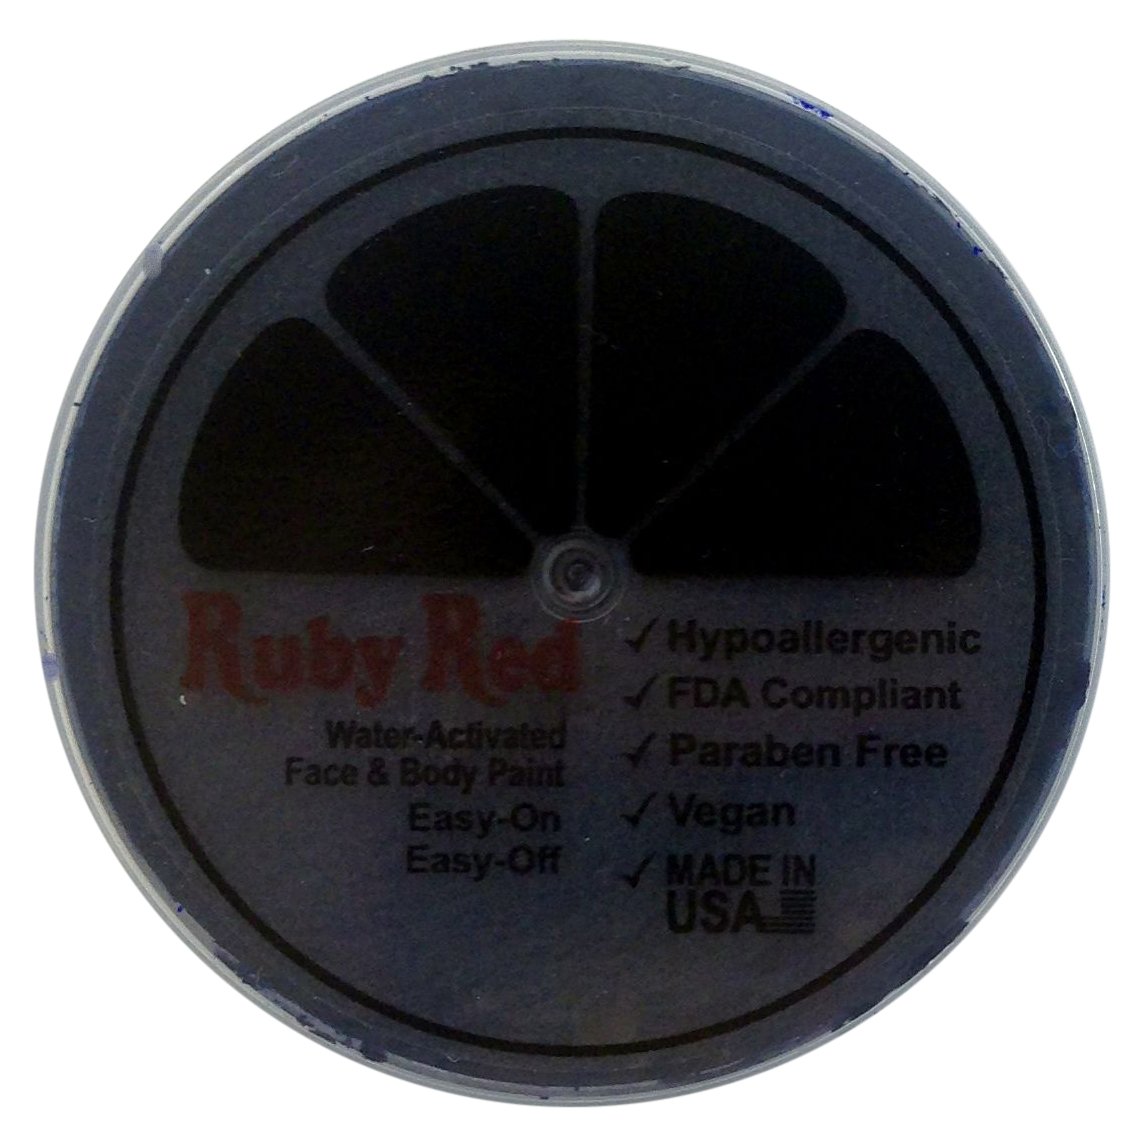 Ruby Red
Water-Activated
Face & Body Paint
Easy-On
Easy-Off
✓ Hypoallergenic
✓ FDA Compliant
✓ Paraben Free
✓ Vegan
✓ MADE IN
USA